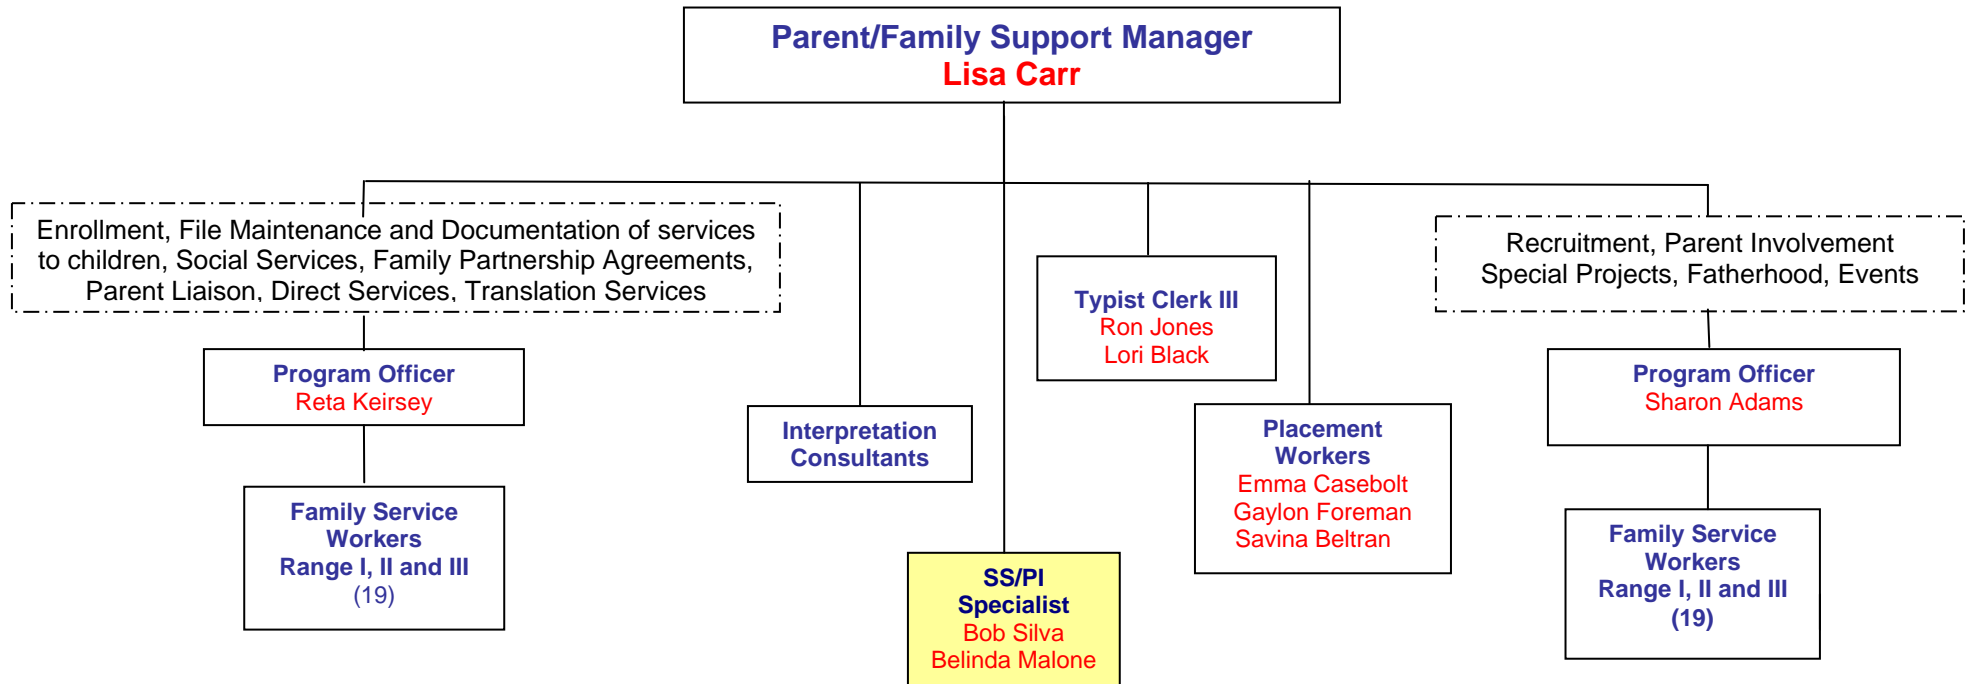 Parent/Family Support Manager
Lisa Carr
Enrollment, File Maintenance and Documentation of services
to children, Social Services, Family Partnership Agreements,
Parent Liaison, Direct Services, Translation Services
Recruitment, Parent Involvement
Special Projects, Fatherhood, Events
Typist Clerk III
Ron Jones
Lori Black
Program Officer
Reta Keirsey
Program Officer
Sharon Adams
Interpretation
Consultants
Placement
Workers
Emma Casebolt
Gaylon Foreman
Savina Beltran
Family Service
Workers
Range I, II and III
(19)
Family Service
Workers
Range I, II and III
(19)
SS/PI
Specialist
Bob Silva
Belinda Malone